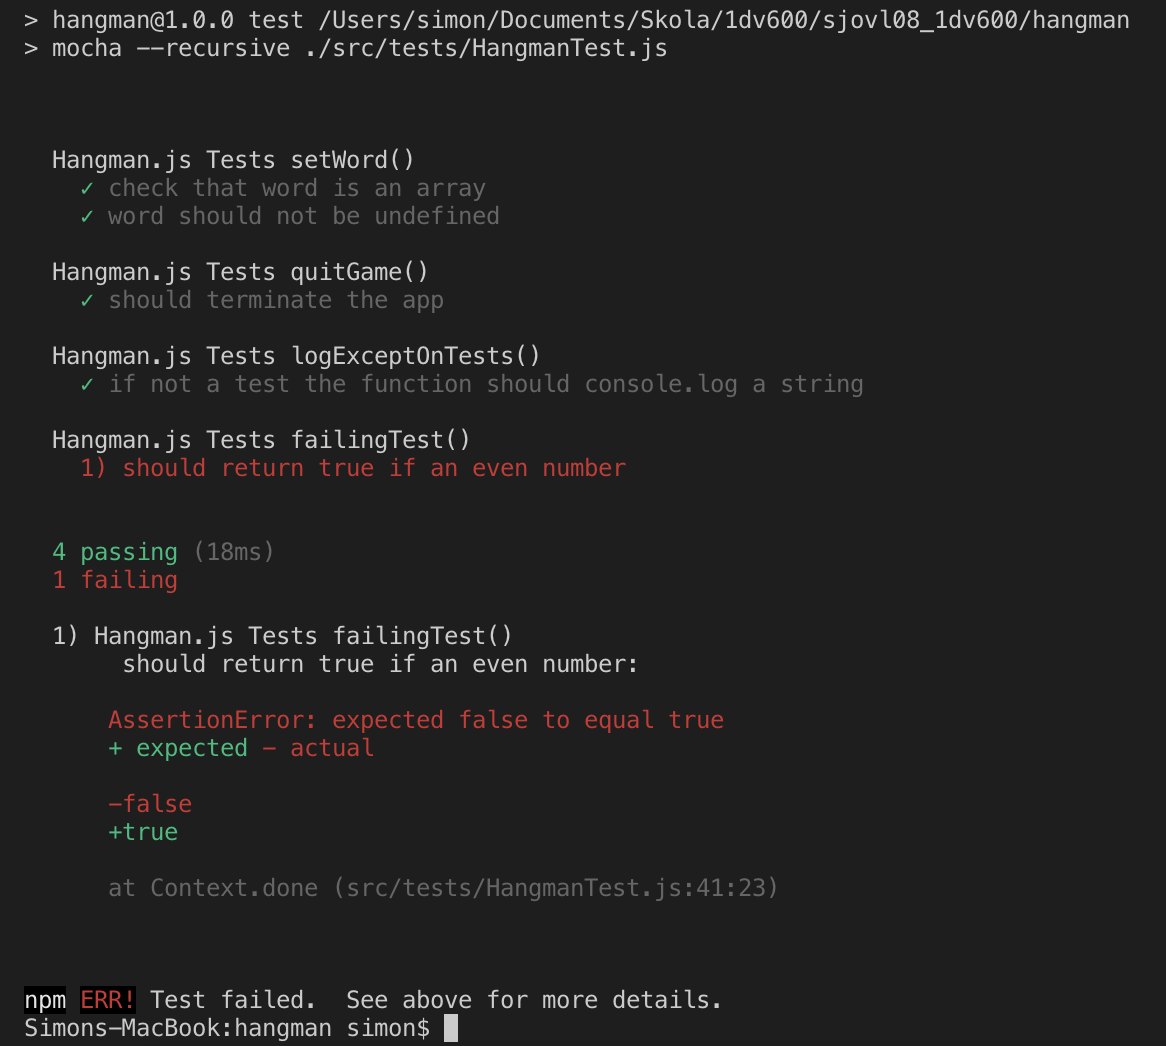 > hangman@1.0.0 test /Users/simon/Documents/Skola/1dv600/sjovl08_1dv600/hangman
> mocha --recursive ./src/tests/HangmanTest.js
Hangman.js Tests setWord()
✓ check that word is an array
✓ word should not be undefined
Hangman.js Tests quitGame()
✓ should terminate the app
Hangman.js Tests logExceptOnTests()
✓ if not a test the function should console.log a string
Hangman.js Tests failingTest()
1) should return true if an even number
4 passing (18ms)
1 failing
1) Hangman.js Tests failingTest()
should return true if an even number:
AssertionError: expected false to equal true
+ expected - actual
-false
+true
at Context.done (src/tests/HangmanTest.js:41:23)
npm ERR! Test failed.  See above for more details.
Simons-MacBook:hangman simon$